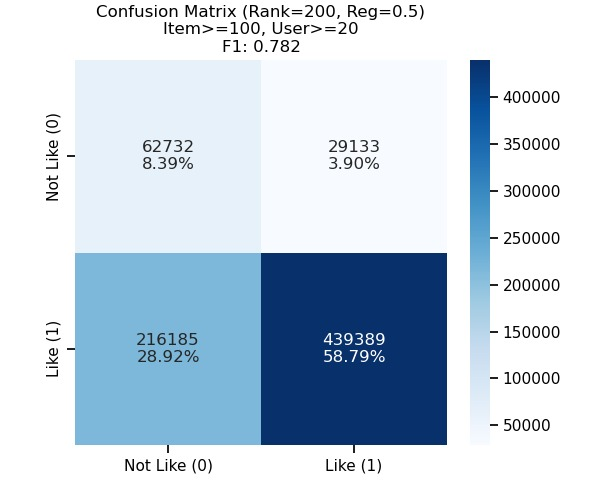 Confusion Matrix (Rank=200, Reg=0.5)
Item>=100, User>=20
F1: 0.782
Not Like (0)
62732
8.39%
29133
3.90%
Like (1)
216185
28.92%
439389
58.79%
Not Like (0)
Like (1)
400000
350000
300000
250000
200000
150000
100000
50000